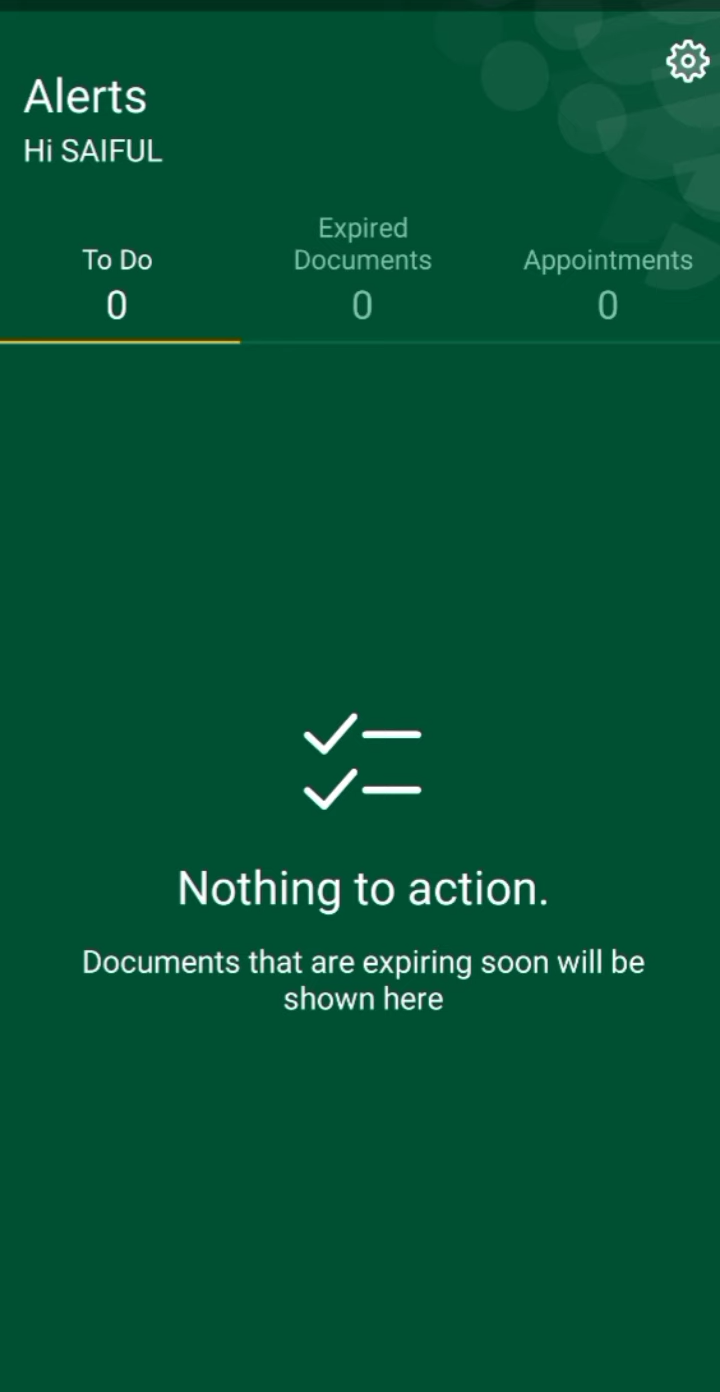 Alerts
Hi SAIFUL
To Do
0
Expired
Documents
0
Appointments
0
Nothing to action.
Documents that are expiring soon will be
shown here